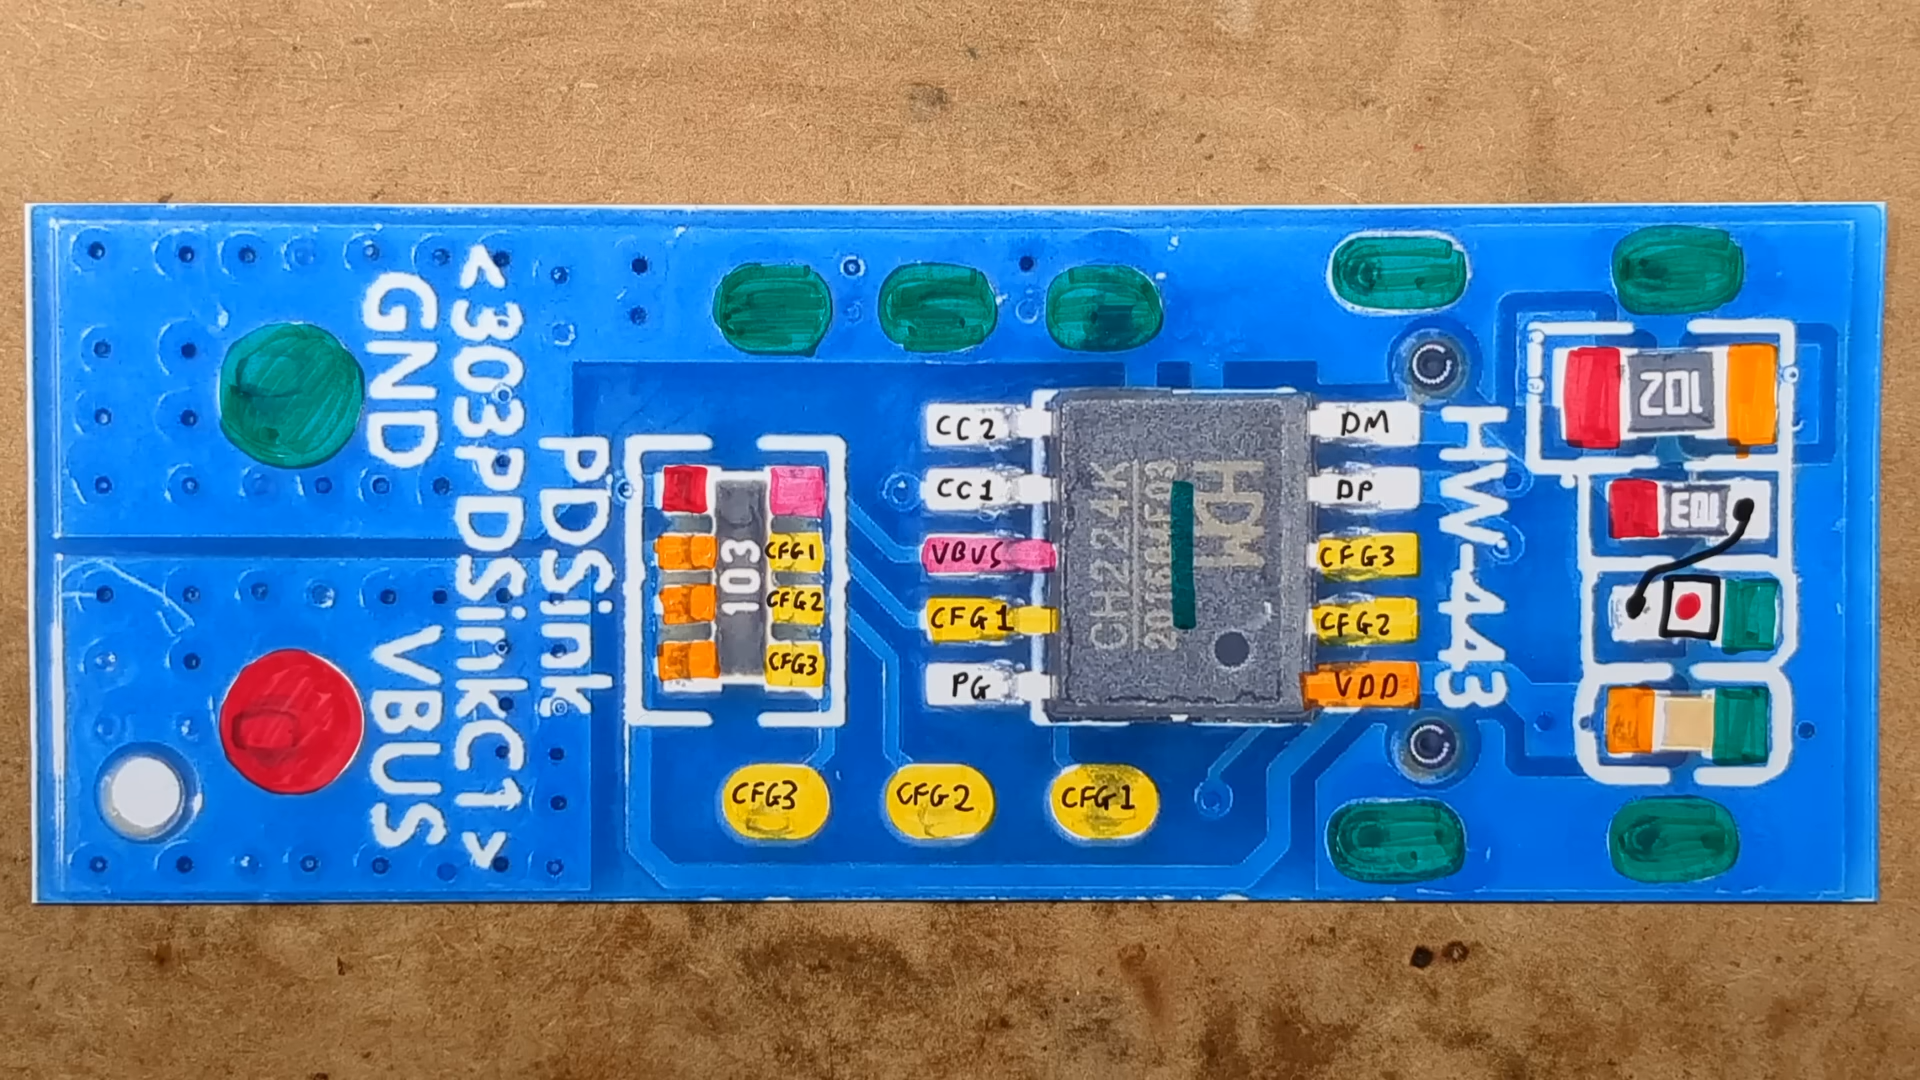 <303PDSinkC1>
GND
VBUS
PDSink
103
CFG1
CFG2
CFG3
CC2
CC1
VBUS
CFG1
PG
WCH
CH224K
DM
DP
CFG3
CFG2
VDD
HW-443
102
103
CFG3
CFG2
CFG1